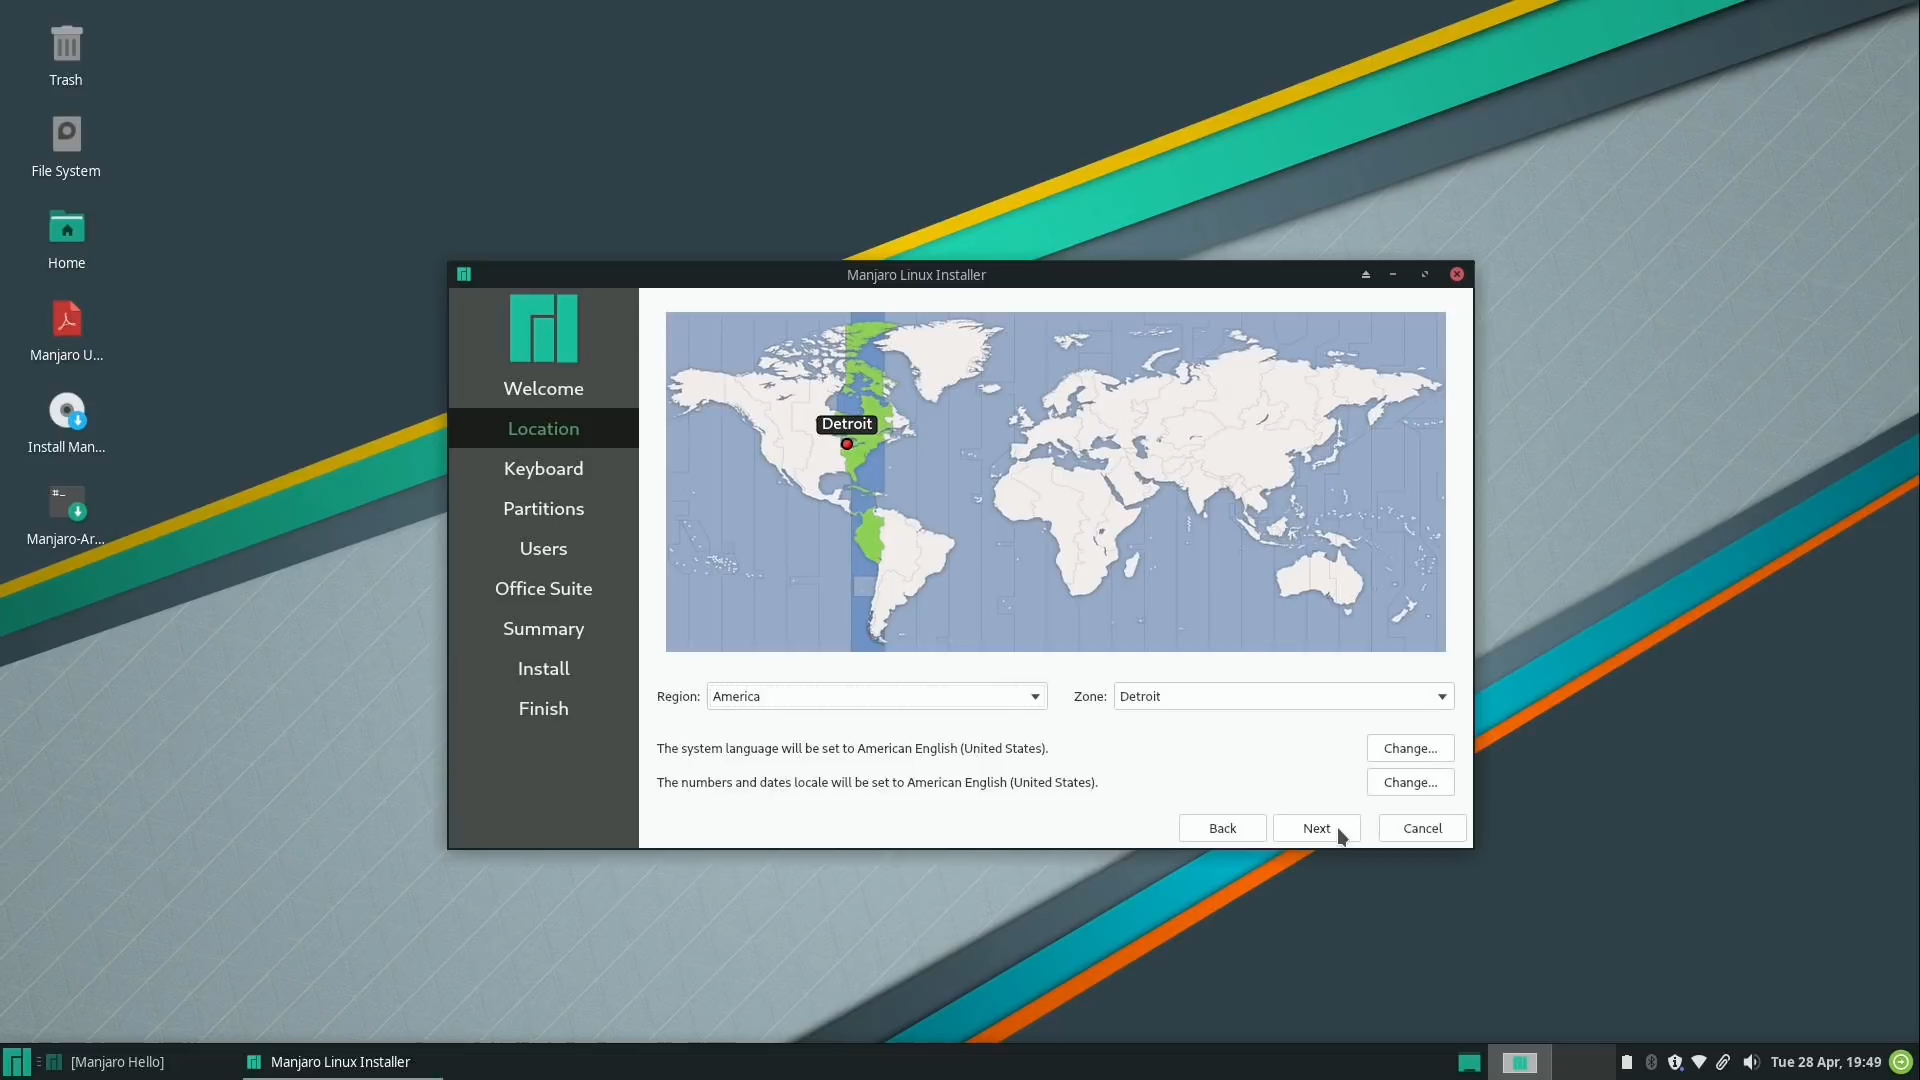 Trash
File System
Home
Manjaro U...
Install Man...
#_
Manjaro-Ar...
Manjaro Linux Installer
Welcome
Location
Keyboard
Partitions
Users
Office Suite
Summary
Install
Finish
Detroit
Region: America Zone: Detroit
The system language will be set to American English (United States). Change...
The numbers and dates locale will be set to American English (United States). Change...
Back Next Cancel
[Manjaro Hello] Manjaro Linux Installer Tue 28 Apr, 19:49